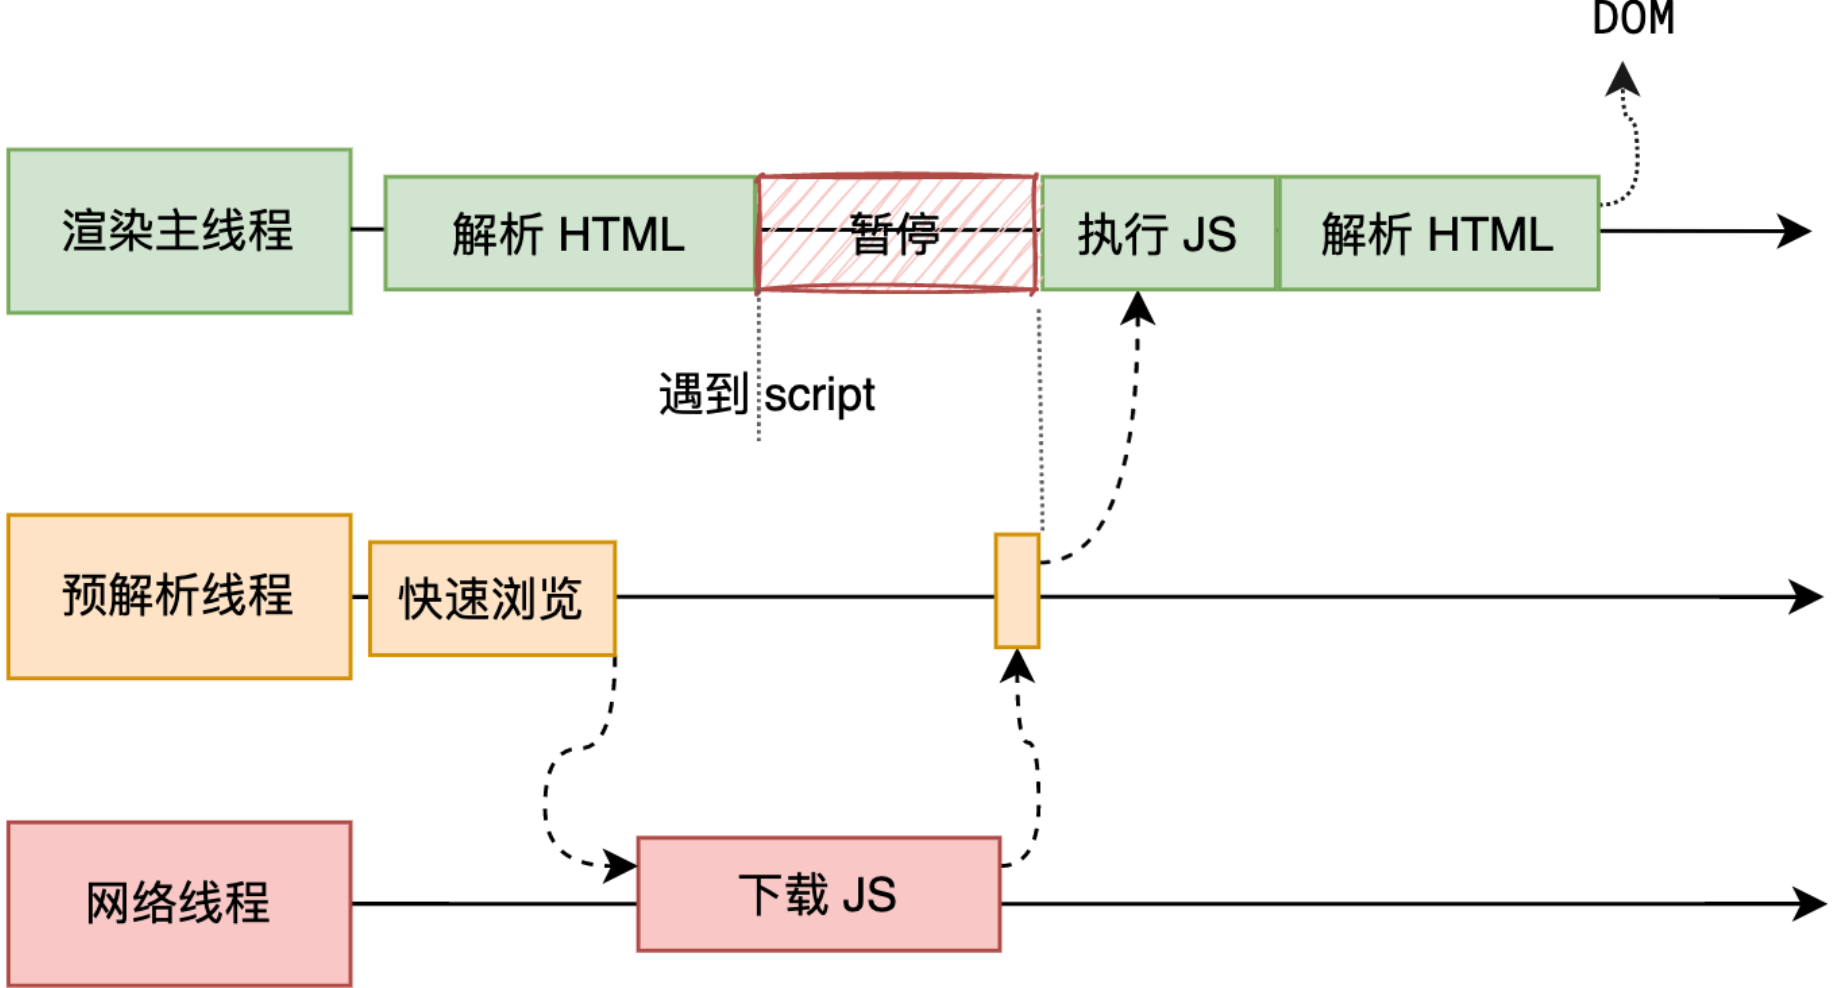 DOM
渲染主线程
解析 HTML
暂停
执行 JS
解析 HTML
遇到 script
预解析线程
快速浏览
网络线程
下载 JS